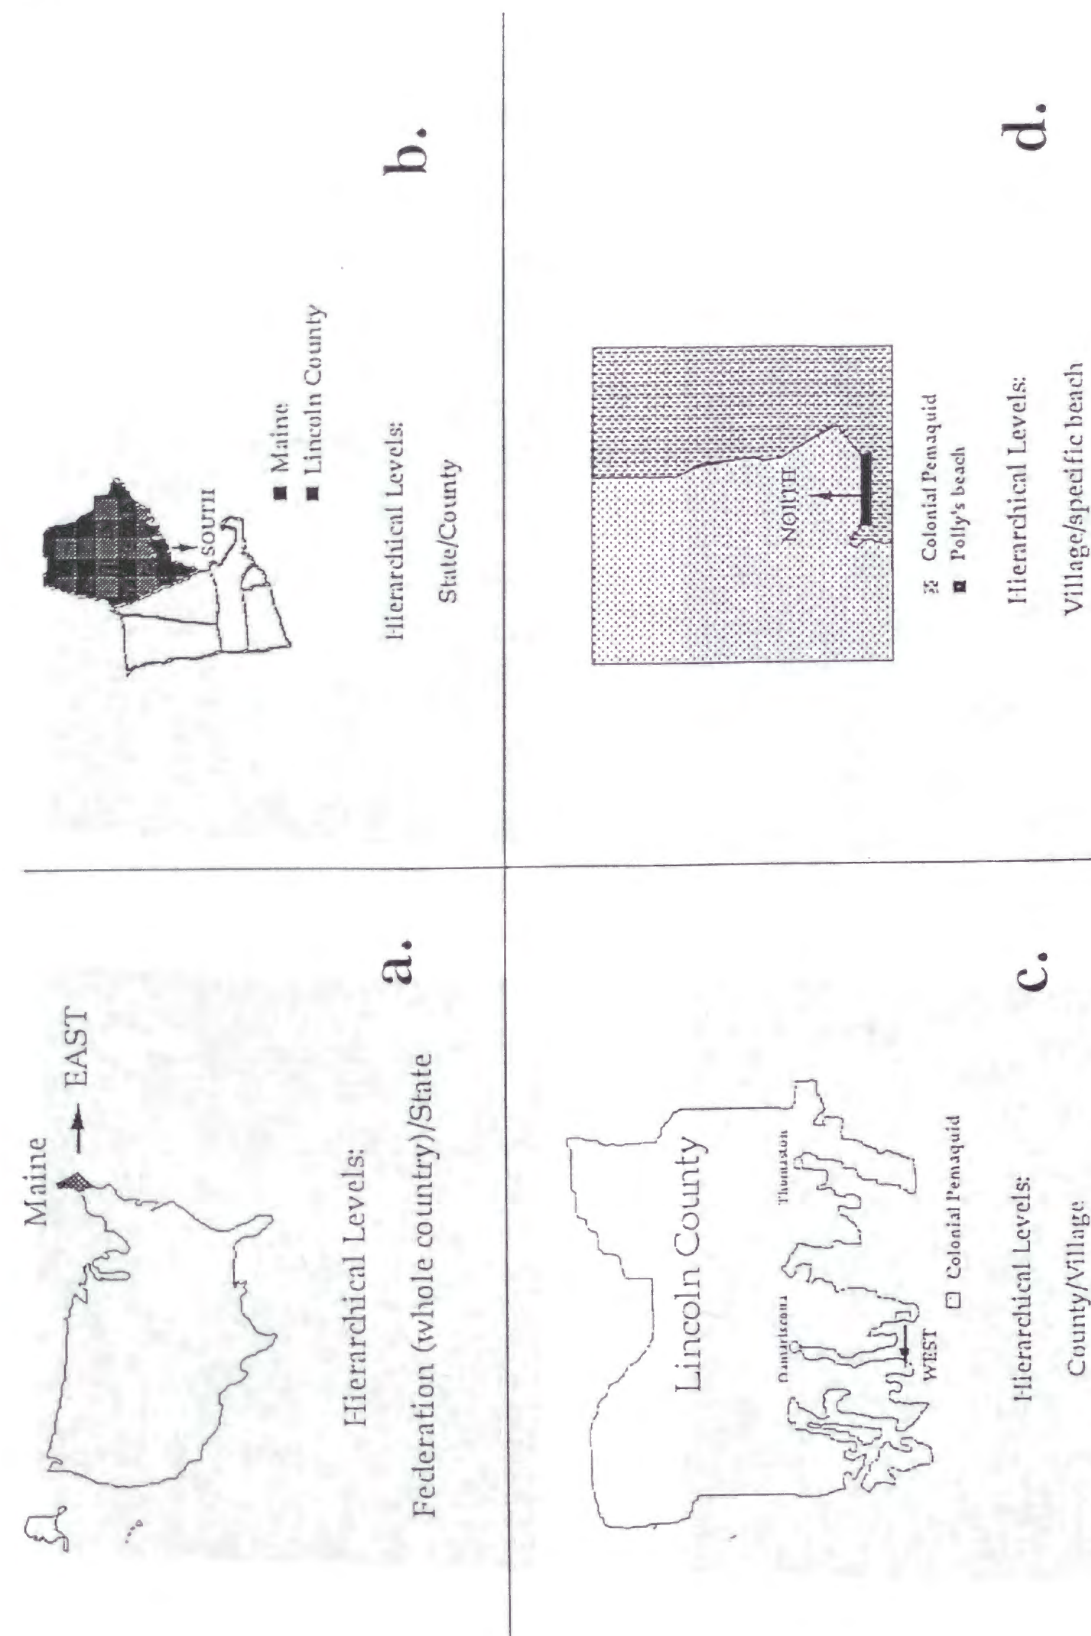 Maine
EAST
a.
Hierarchical Levels:
Federation (whole country)/State
SOUTH
Maine
Lincoln County
b.
Hierarchical Levels:
State/County
Lincoln County
Damariscotta
Thomaston
WEST
Colonial Pemaquid
c.
Hierarchical Levels:
County/Village
NORTH
Colonial Pemaquid
Polly's beach
d.
Hierarchical Levels:
Village/specific beach